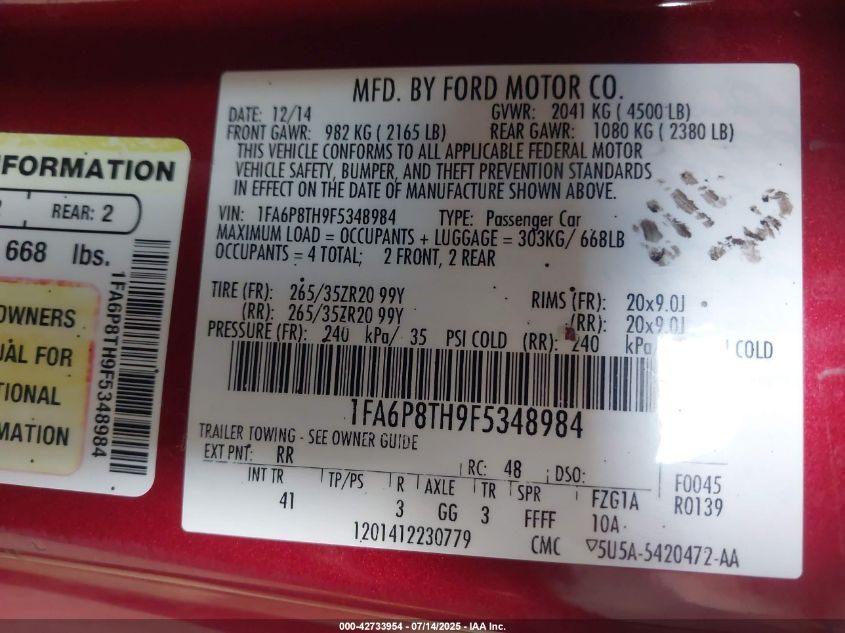 MFD. BY FORD MOTOR CO.
DATE: 12/14 GVWR: 2041 KG ( 4500 LB)
FRONT GAWR: 982 KG ( 2165 LB) REAR GAWR: 1080 KG ( 2380 LB)
THIS VEHICLE CONFORMS TO ALL APPLICABLE FEDERAL MOTOR
VEHICLE SAFETY, BUMPER, AND THEFT PREVENTION STANDARDS
IN EFFECT ON THE DATE OF MANUFACTURE SHOWN ABOVE.
VIN: 1FA6P8TH9F5348984 TYPE: Passenger Car
MAXIMUM LOAD = OCCUPANTS + LUGGAGE = 303KG/ 668LB
OCCUPANTS = 4 TOTAL; 2 FRONT, 2 REAR
TIRE (FR): 265/35ZR20 99Y RIMS (FR): 20x9.0J
(RR): 265/35ZR20 99Y (RR): 20x9.0J
PRESSURE (FR): 240 kPa/ 35 PSI COLD (RR): 240 kPa COLD
1FA6P8TH9F5348984
TRAILER TOWING - SEE OWNER GUIDE
EXT PNT: RR RC: 48 DSO: F0045
INT TR TP/PS R AXLE TR SPR FZG1A R0139
41 3 GG 3 FFFF 10A
1201412230779 CMC 5U5A-5420472-AA
NFORMATION
REAR: 2
668 lbs.
OWNERS
UAL FOR
TIONAL
MATION
1FA6P8TH9F5348984
000-42733954 - 07/14/2025 - IAA Inc.